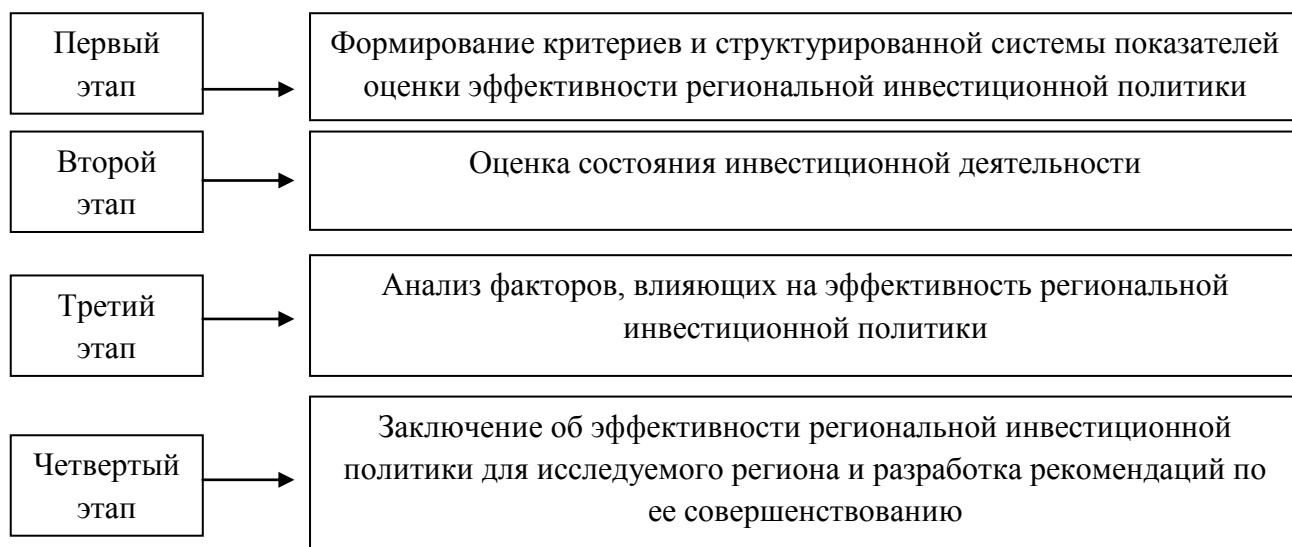 Первый
этап
Формирование критериев и структурированной системы показателей
оценки эффективности региональной инвестиционной политики
Второй
этап
Оценка состояния инвестиционной деятельности
Третий
этап
Анализ факторов, влияющих на эффективность региональной
инвестиционной политики
Четвертый
этап
Заключение об эффективности региональной инвестиционной
политики для исследуемого региона и разработка рекомендаций по
ее совершенствованию